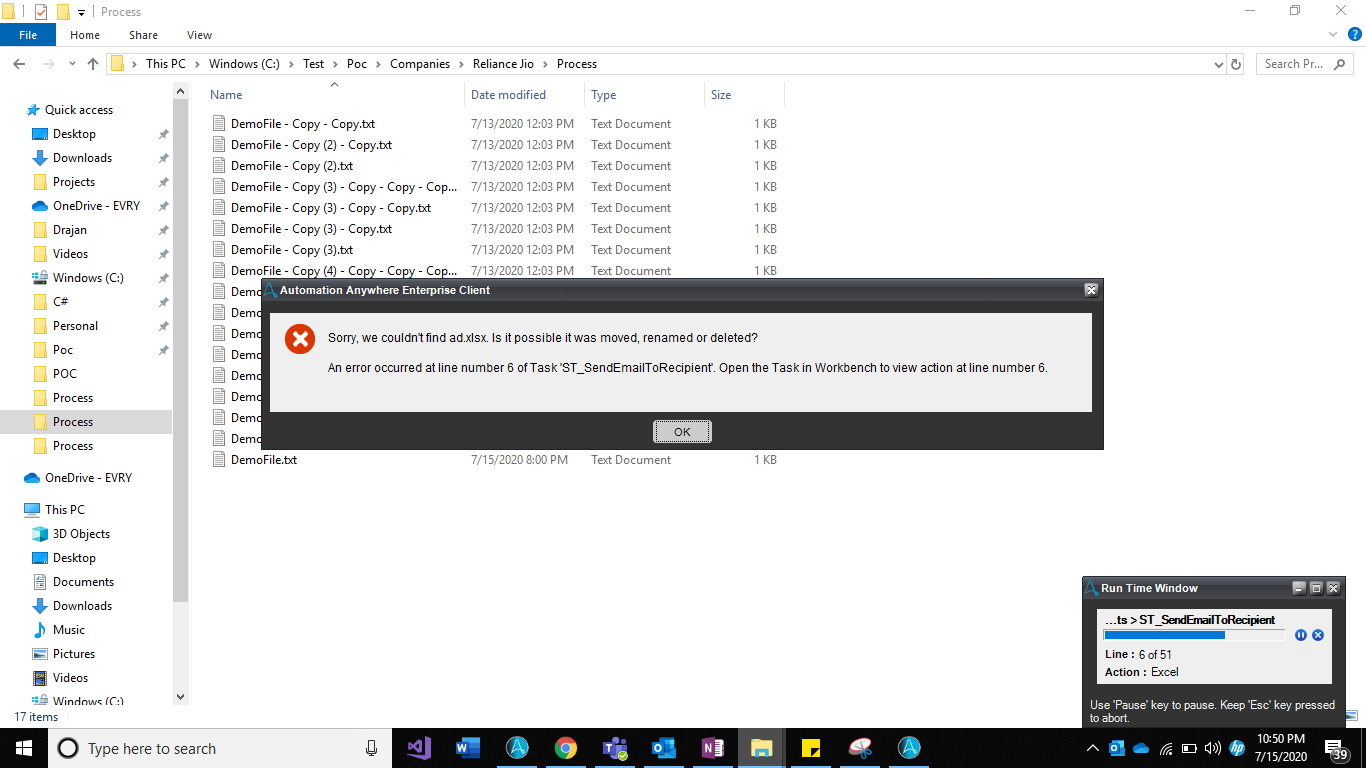 Process
File Home Share View
This PC Windows (C:) Test Poc Companies Reliance Jio Process
Search Pr...
Name Date modified Type Size
Quick access
Desktop
Downloads
Projects
OneDrive - EVRY
Drajan
Videos
Windows (C:)
C#
Personal
Poc
POC
Process
Process
Process
OneDrive - EVRY
This PC
3D Objects
Desktop
Documents
Downloads
Music
Pictures
Videos
Windows (C:)
DemoFile - Copy - Copy.txt 7/13/2020 12:03 PM Text Document 1 KB
DemoFile - Copy (2) - Copy.txt 7/13/2020 12:03 PM Text Document 1 KB
DemoFile - Copy (2).txt 7/13/2020 12:03 PM Text Document 1 KB
DemoFile - Copy (3) - Copy - Copy - Cop... 7/13/2020 12:03 PM Text Document 1 KB
DemoFile - Copy (3) - Copy - Copy.txt 7/13/2020 12:03 PM Text Document 1 KB
DemoFile - Copy (3) - Copy.txt 7/13/2020 12:03 PM Text Document 1 KB
DemoFile - Copy (3).txt 7/13/2020 12:03 PM Text Document 1 KB
DemoFile - Copy (4) - Copy - Copy - Cop... 7/13/2020 12:03 PM Text Document 1 KB
Demo
Demo
Demo
Demo
Demo
Demo
Demo
Demo
DemoFile.txt 7/15/2020 8:00 PM Text Document 1 KB
Automation Anywhere Enterprise Client
Sorry, we couldn't find ad.xlsx. Is it possible it was moved, renamed or deleted?
An error occurred at line number 6 of Task 'ST_SendEmailToRecipient'. Open the Task in Workbench to view action at line number 6.
OK
Run Time Window
...ts > ST_SendEmailToRecipient
Line : 6 of 51
Action : Excel
Use 'Pause' key to pause. Keep 'Esc' key pressed
to abort.
17 items
Type here to search
10:50 PM
7/15/2020
39